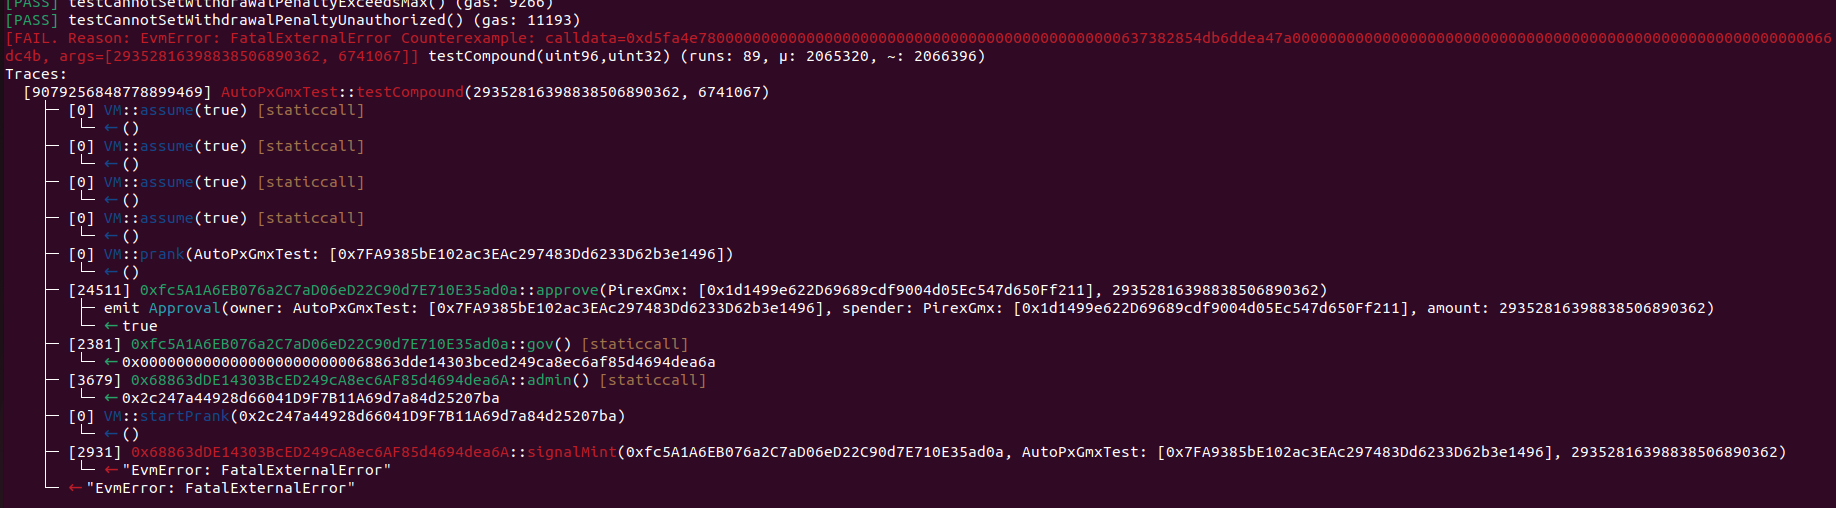 [PASS] testCannotSetWithdrawalPenaltyExceedsMax() (gas: 9266)
[PASS] testCannotSetWithdrawalPenaltyUnauthorized() (gas: 11193)
[FAIL. Reason: EvmError: FatalExternalError Counterexample: calldata=0xd5fa4e78000000000000000000000000000000000000000000000637382854db6ddea47a000000000000000000000000000000000000000000000000000000000066
dc4b, args=[29352816398838506890362, 6741067]] testCompound(uint96,uint32) (runs: 89, μ: 2065320, ~: 2066396)
Traces:
[9079256848778899469] AutoPxGmxTest::testCompound(29352816398838506890362, 6741067)
├─ [0] VM::assume(true) [staticcall]
│ └─ ← ()
├─ [0] VM::assume(true) [staticcall]
│ └─ ← ()
├─ [0] VM::assume(true) [staticcall]
│ └─ ← ()
├─ [0] VM::assume(true) [staticcall]
│ └─ ← ()
├─ [0] VM::prank(AutoPxGmxTest: [0x7FA9385bE102ac3EAc297483Dd6233D62b3e1496])
│ └─ ← ()
├─ [24511] 0xfc5A1A6EB076a2C7aD06eD22C90d7E710E35ad0a::approve(PirexGmx: [0x1d1499e622D69689cdf9004d05Ec547d650Ff211], 29352816398838506890362)
│ ├─ emit Approval(owner: AutoPxGmxTest: [0x7FA9385bE102ac3EAc297483Dd6233D62b3e1496], spender: PirexGmx: [0x1d1499e622D69689cdf9004d05Ec547d650Ff211], amount: 29352816398838506890362)
│ └─ ← true
├─ [2381] 0xfc5A1A6EB076a2C7aD06eD22C90d7E710E35ad0a::gov() [staticcall]
│ └─ ← 0x00000000000000000000000068863dde14303bced249ca8ec6af85d4694dea6a
├─ [3679] 0x68863dDE14303BcED249cA8ec6AF85d4694dea6A::admin() [staticcall]
│ └─ ← 0x2c247a44928d66041D9F7B11A69d7a84d25207ba
├─ [0] VM::startPrank(0x2c247a44928d66041D9F7B11A69d7a84d25207ba)
│ └─ ← ()
├─ [2931] 0x68863dDE14303BcED249cA8ec6AF85d4694dea6A::signalMint(0xfc5A1A6EB076a2C7aD06eD22C90d7E710E35ad0a, AutoPxGmxTest: [0x7FA9385bE102ac3EAc297483Dd6233D62b3e1496], 29352816398838506890362)
│ └─ ← "EvmError: FatalExternalError"
└─ ← "EvmError: FatalExternalError"